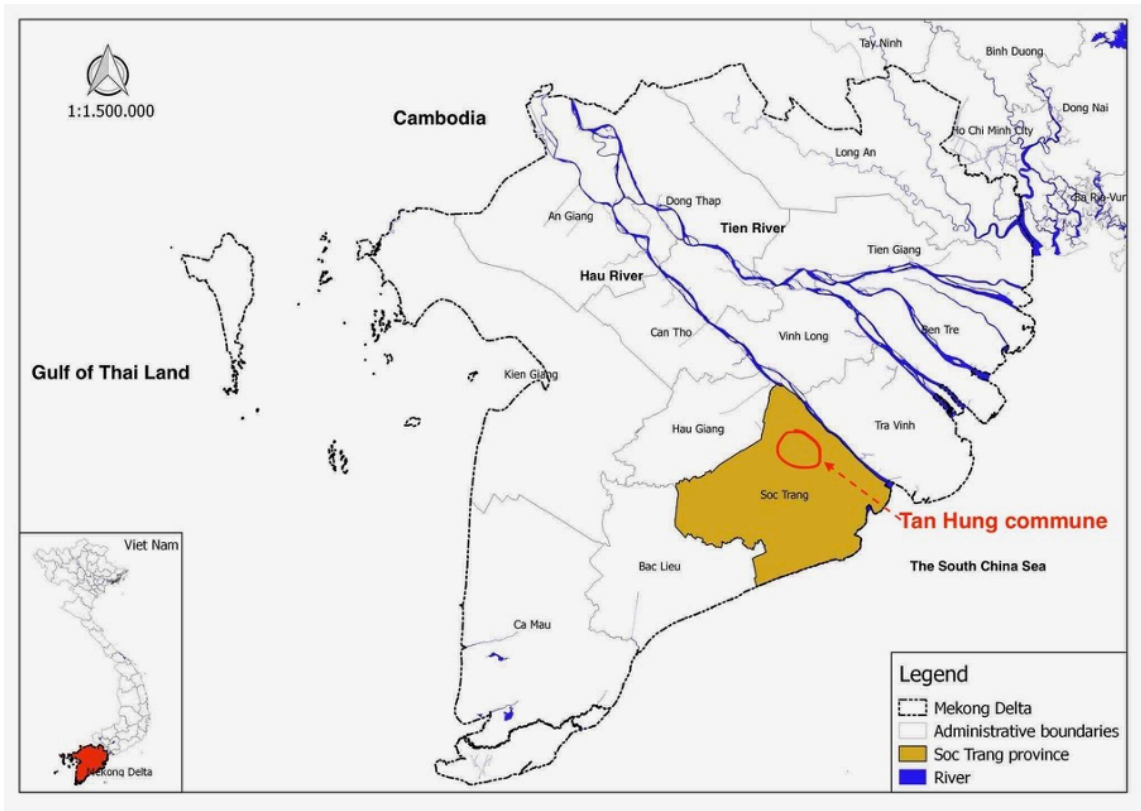 Tay Ninh
Binh Duong
1:1.500.000
Cambodia
Dong Nai
Ho Chi Minh City
Long An
Ba Ria-Vun
Dong Thap
An Giang
Tien River
Tien Giang
Hau River
Can Tho
Vinh Long
Ben Tre
Gulf of Thai Land
Kien Giang
Hau Giang
Tra Vinh
Soc Trang
Tan Hung commune
Viet Nam
Bac Lieu
The South China Sea
Ca Mau
Mekong Delta
Legend
Mekong Delta
Administrative boundaries
Soc Trang province
River